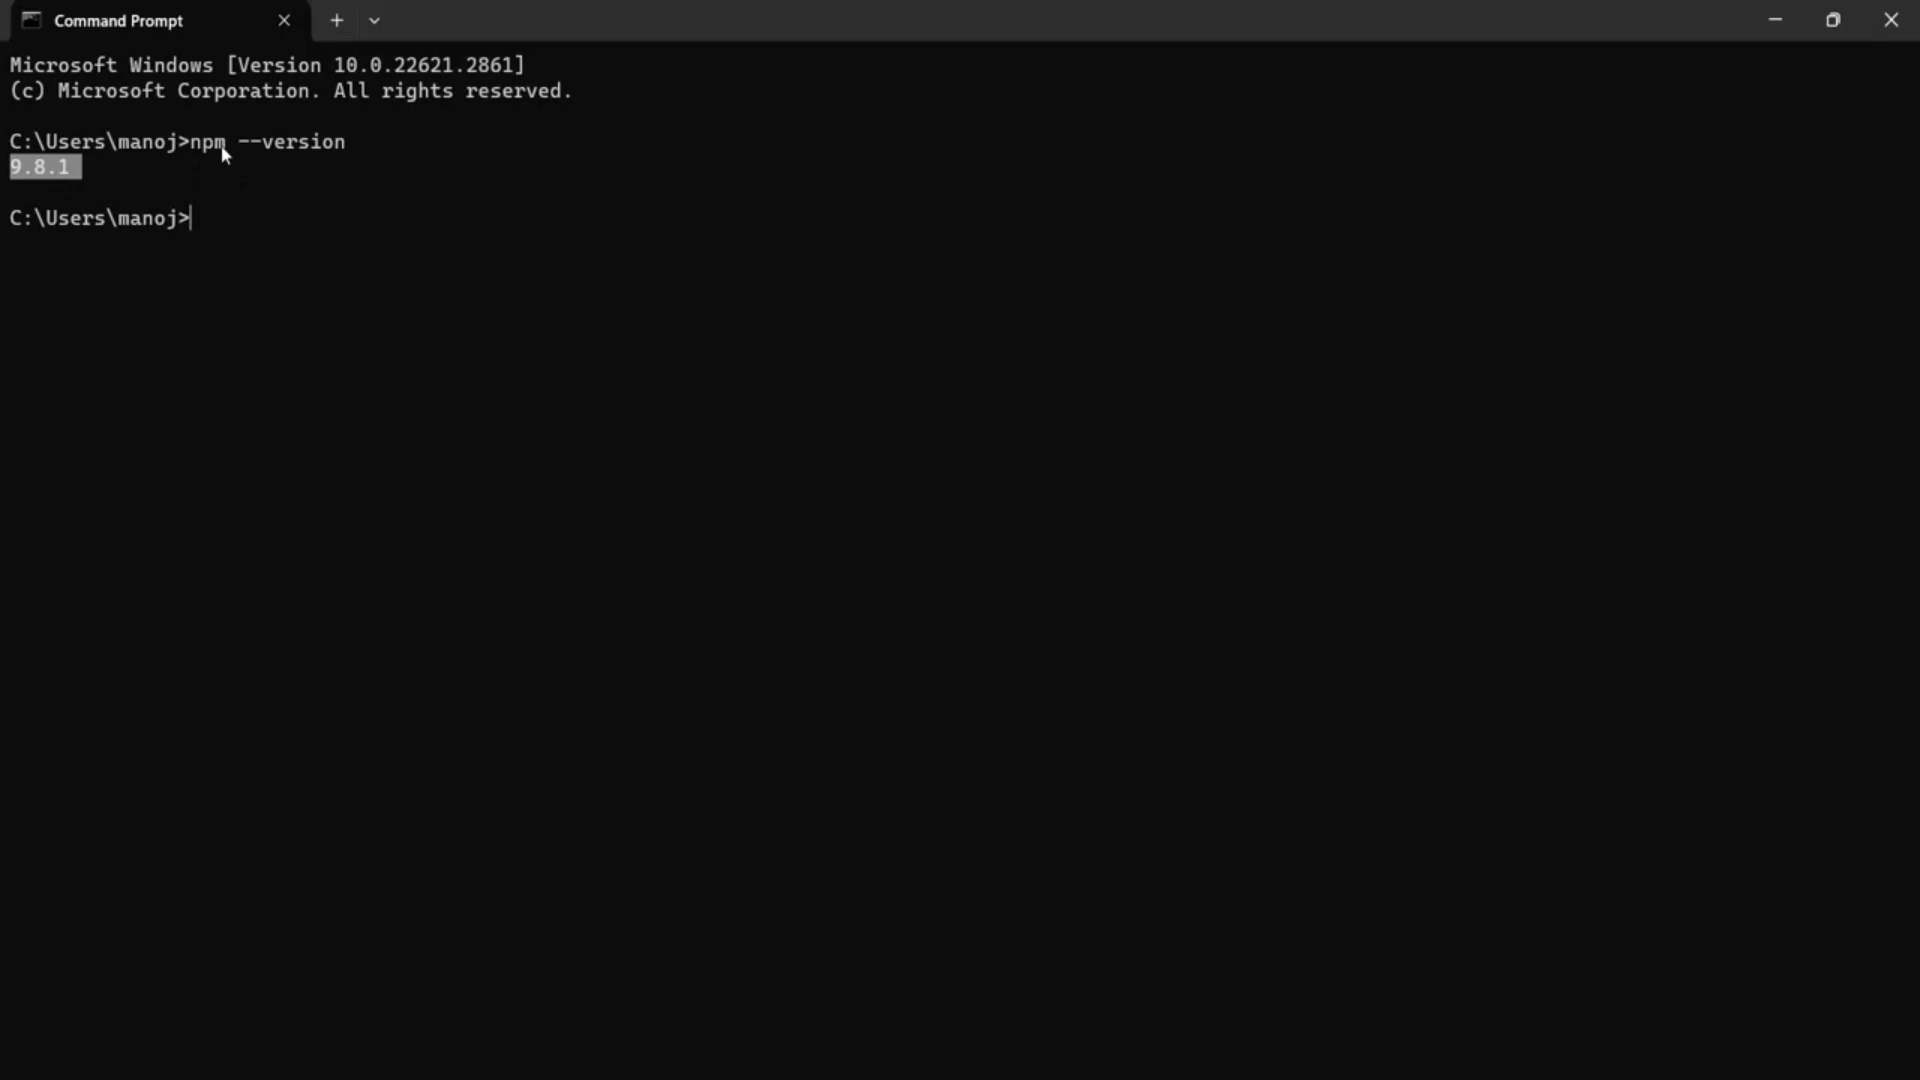 Command Prompt
Microsoft Windows [Version 10.0.22621.2861]
(c) Microsoft Corporation. All rights reserved.
C:\Users\manoj>npm --version
9.8.1
C:\Users\manoj>